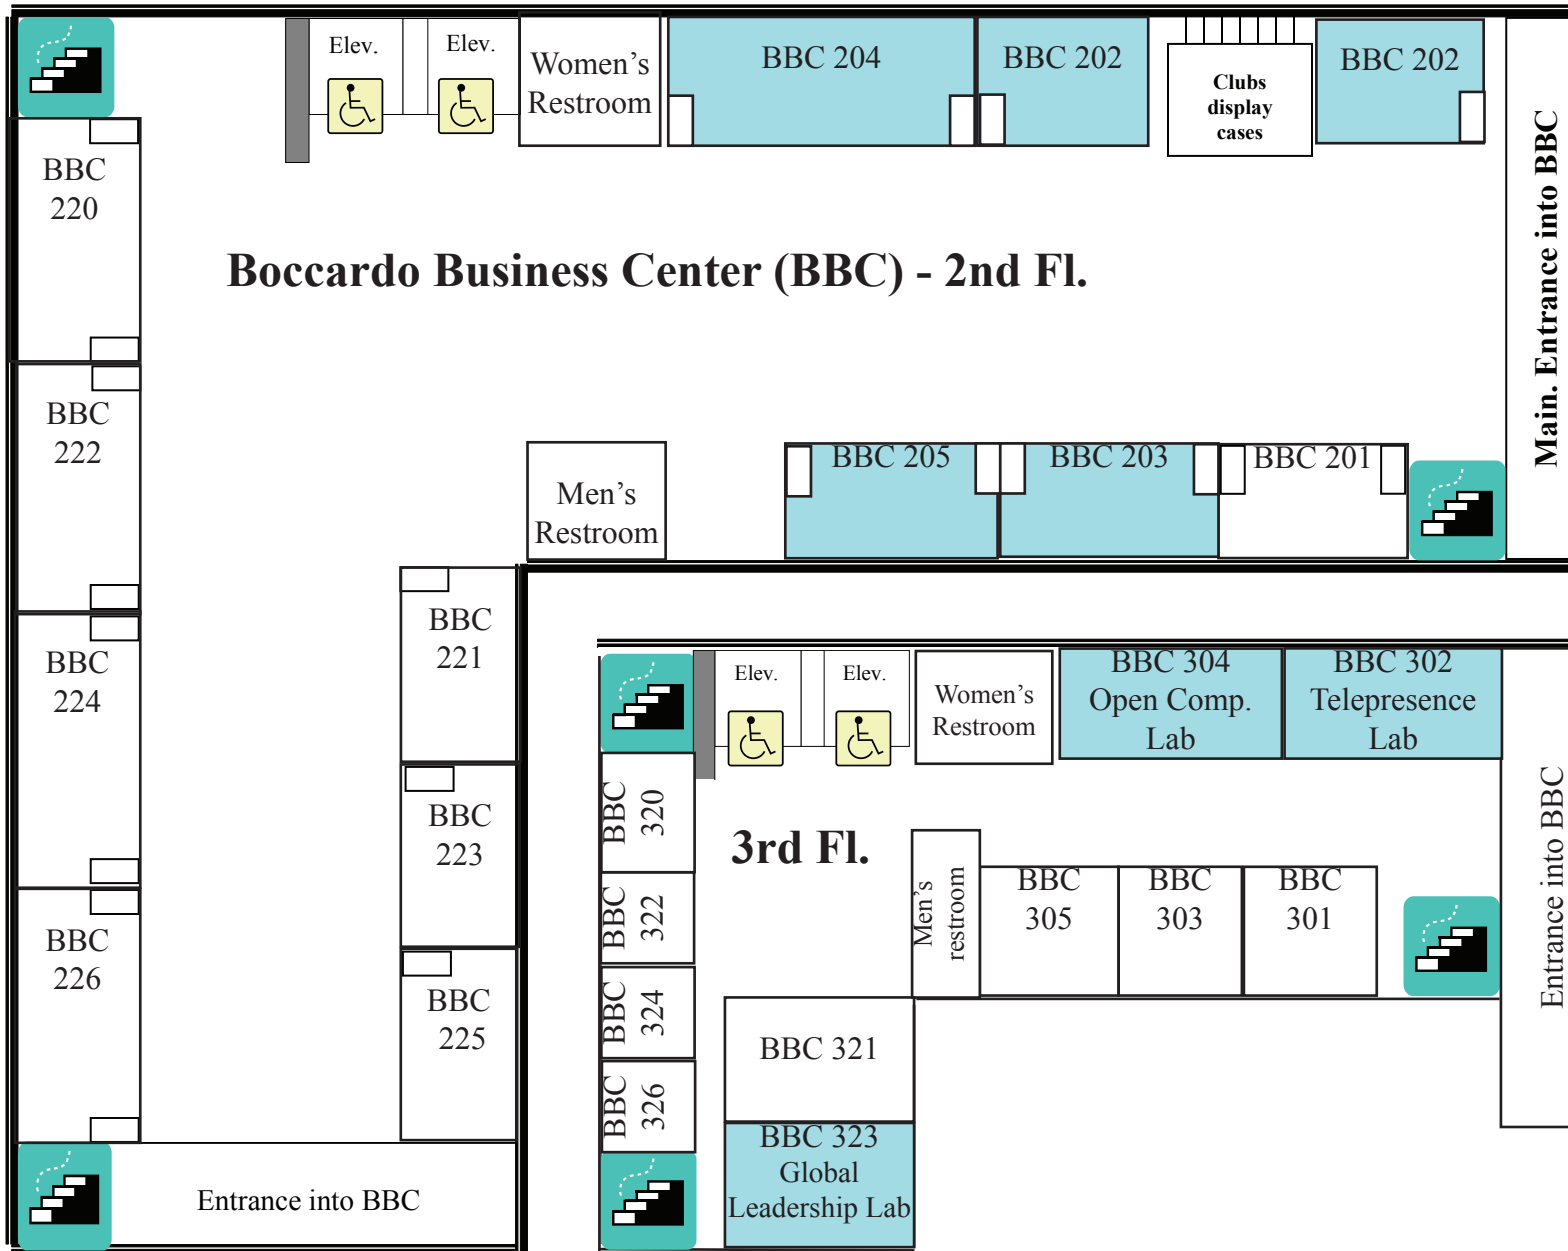 Elev.
Elev.
Women's
Restroom
BBC 204
BBC 202
Clubs
display
cases
BBC 202
Main. Entrance into BBC
BBC
220
Boccardo Business Center (BBC) - 2nd Fl.
BBC
222
Men's
Restroom
BBC 205
BBC 203
BBC 201
BBC
224
BBC
221
BBC
223
BBC
226
BBC
225
Entrance into BBC
Elev.
Elev.
Women's
Restroom
BBC 304
Open Comp.
Lab
BBC 302
Telepresence
Lab
Entrance into BBC
BBC
320
3rd Fl.
Men's
restroom
BBC
305
BBC
303
BBC
301
BBC
322
BBC
324
BBC
326
BBC 321
BBC 323
Global
Leadership Lab